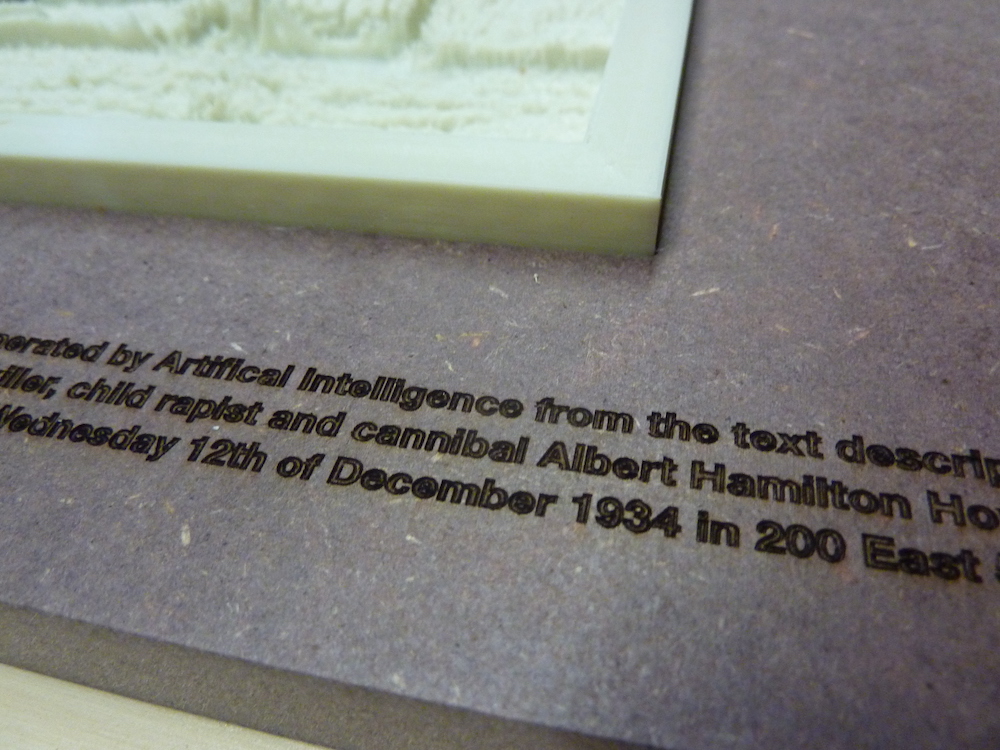 nerated by Artifical Intelligence from the text descrip
killer, child rapist and cannibal Albert Hamilton Ho
Wednesday 12th of December 1934 in 200 East